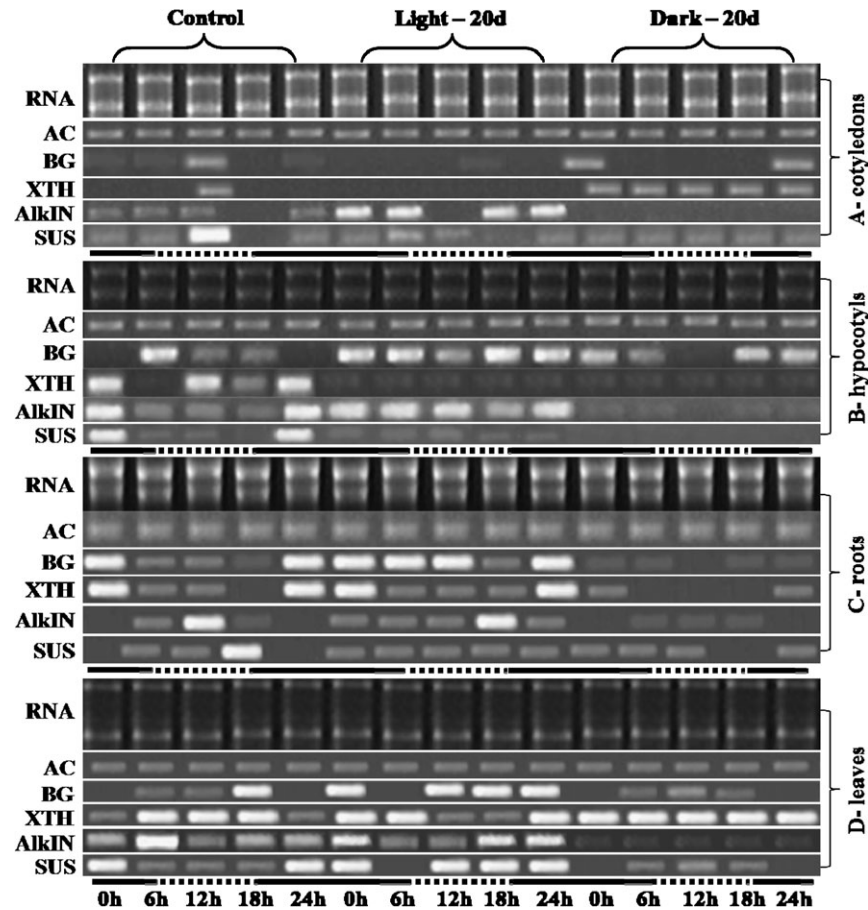 Control Light – 20d Dark – 20d
RNA
AC
BG
XTH
AlkIN
SUS
A- cotyledons
RNA
AC
BG
XTH
AlkIN
SUS
B- hypocotyls
RNA
AC
BG
XTH
AlkIN
SUS
C- roots
RNA
AC
BG
XTH
AlkIN
SUS
D- leaves
0h 6h 12h 18h 24h 0h 6h 12h 18h 24h 0h 6h 12h 18h 24h